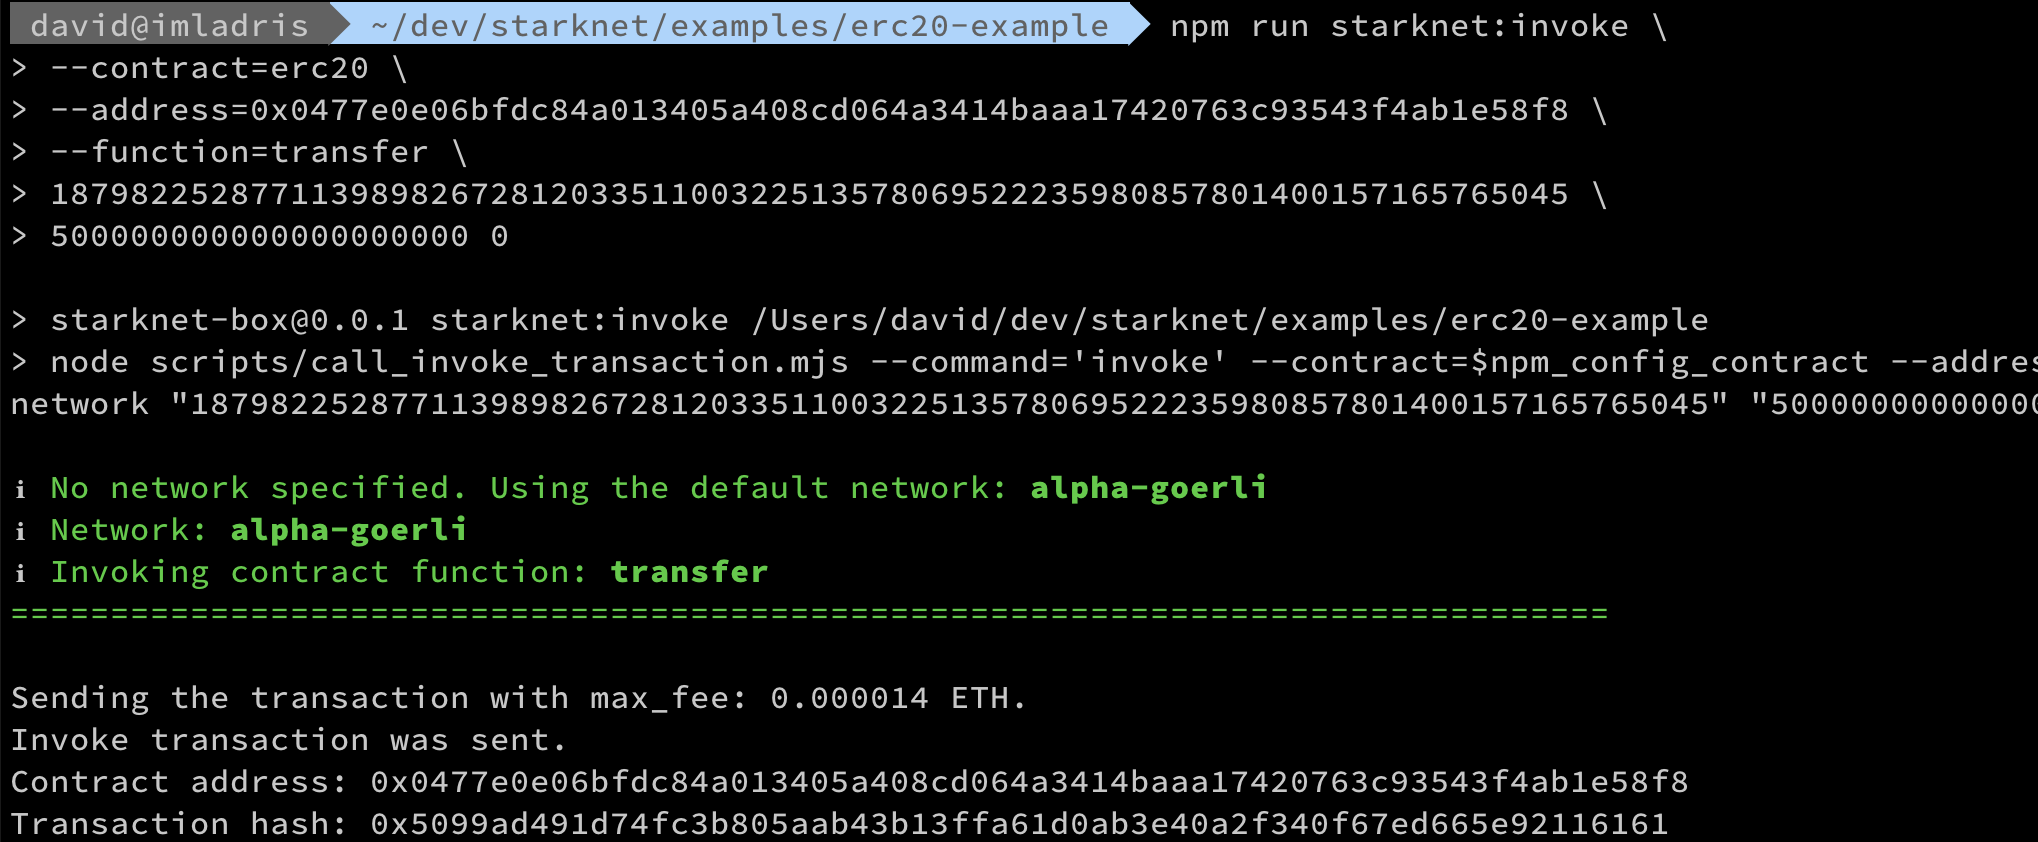 david@imladris ~/dev/starknet/examples/erc20-example npm run starknet:invoke \
> --contract=erc20 \
> --address=0x0477e0e06bfdc84a013405a408cd064a3414baaa17420763c93543f4ab1e58f8 \
> --function=transfer \
> 1879822528771139898267281203351100322513578069522235980857801400157165765045 \
> 500000000000000000000 0
> starknet-box@0.0.1 starknet:invoke /Users/david/dev/starknet/examples/erc20-example
> node scripts/call_invoke_transaction.mjs --command='invoke' --contract=$npm_config_contract --addres
network "1879822528771139898267281203351100322513578069522235980857801400157165765045" "50000000000000
i No network specified. Using the default network: alpha-goerli
i Network: alpha-goerli
i Invoking contract function: transfer
================================================================================
Sending the transaction with max_fee: 0.000014 ETH.
Invoke transaction was sent.
Contract address: 0x0477e0e06bfdc84a013405a408cd064a3414baaa17420763c93543f4ab1e58f8
Transaction hash: 0x5099ad491d74fc3b805aab43b13ffa61d0ab3e40a2f340f67ed665e92116161